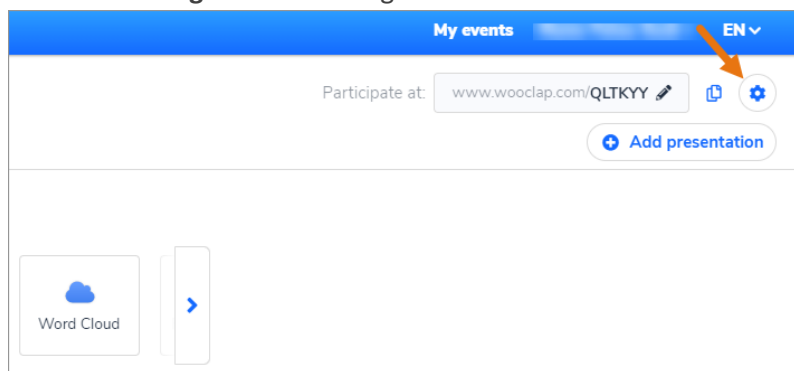 My events EN
Participate at: www.wooclap.com/QLTKYY
Add presentation
Word Cloud